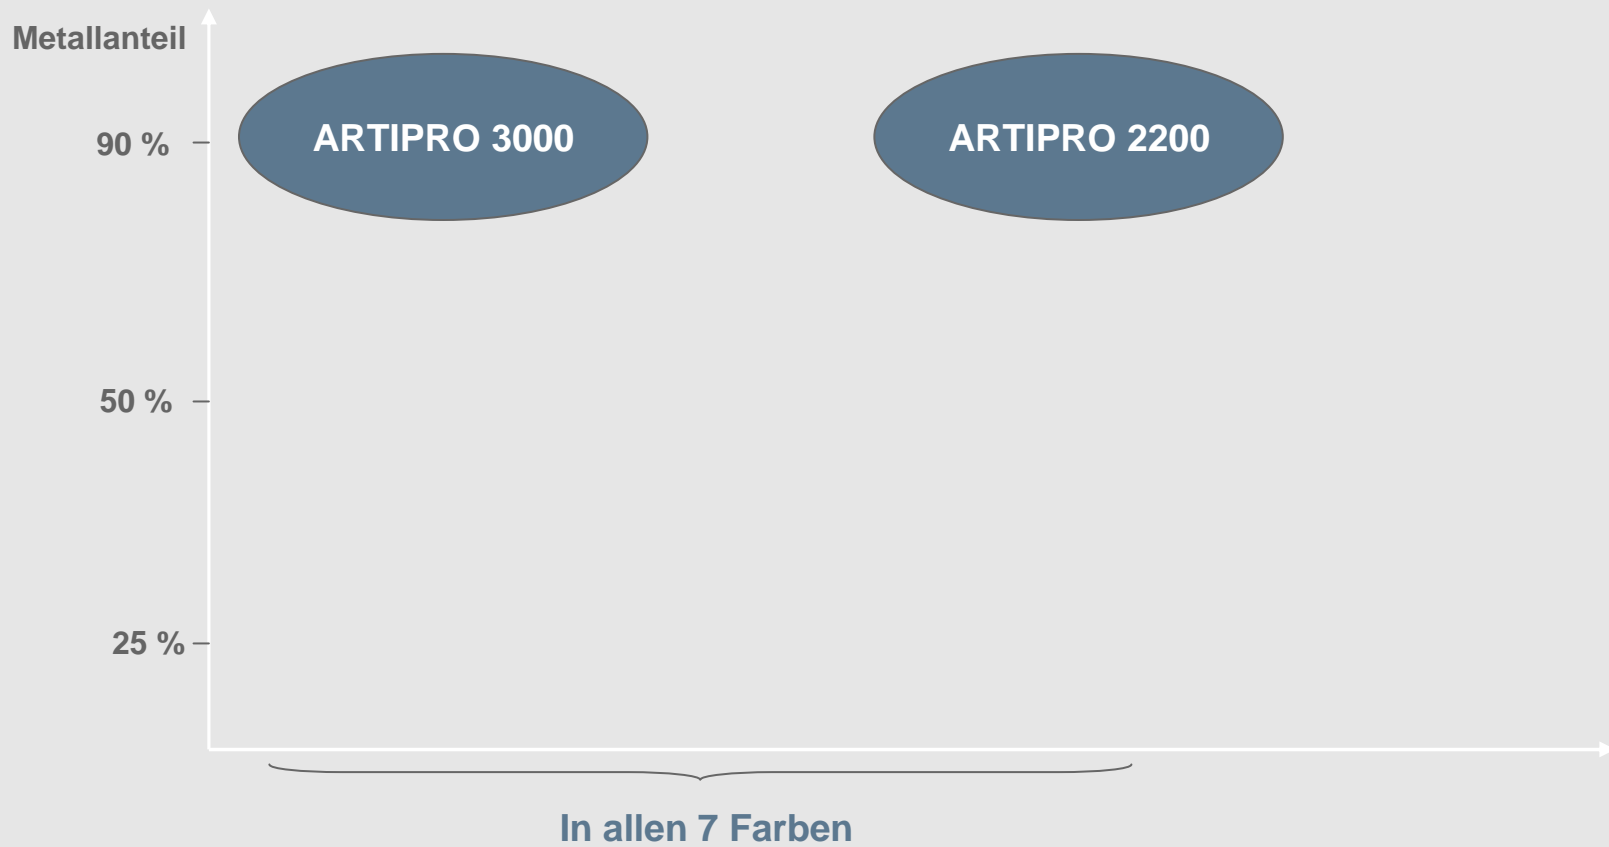 Metallanteil
ARTIPRO 3000
ARTIPRO 2200
90 %
50 %
25 %
In allen 7 Farben